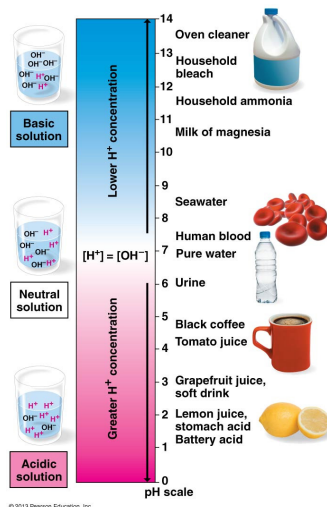 OH⁻
OH⁻OH⁻
OH⁻ H⁺ OH⁻
OH⁻ OH⁻ H⁺
Basic
solution
OH⁻ H⁺
OH⁻ H⁺
OH⁻
H⁺ OH⁻ H⁺
Neutral
solution
H⁺ H⁺
H⁺ H⁺
OH⁻ H⁺
H⁺ H⁺ OH⁻
Acidic
solution
Lower H⁺ concentration
[H⁺] = [OH⁻]
Greater H⁺ concentration
14
13
12
11
10
9
8
7
6
5
4
3
2
1
0
pH scale
Oven cleaner
Household
bleach
Household ammonia
Milk of magnesia
Seawater
Human blood
Pure water
Urine
Black coffee
Tomato juice
Grapefruit juice,
soft drink
Lemon juice,
stomach acid
Battery acid
© 2013 Pearson Education, Inc.